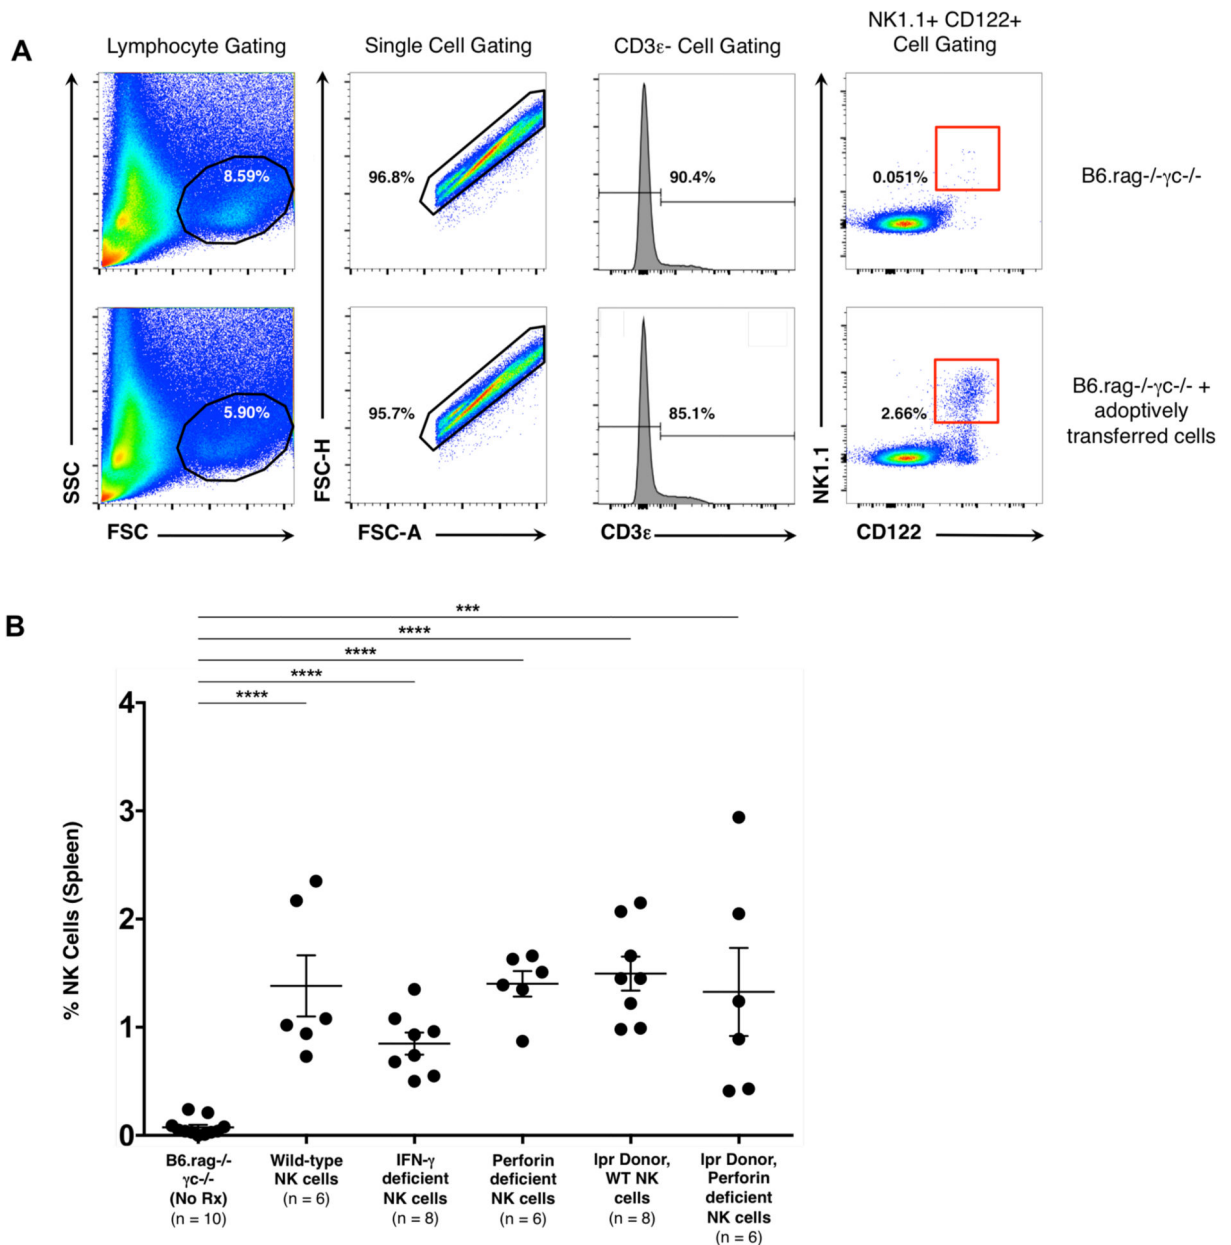 A
Lymphocyte Gating
Single Cell Gating
CD3ε- Cell Gating
NK1.1+ CD122+
Cell Gating
8.59%
96.8%
90.4%
0.051%
B6.rag-/-γc-/-
5.90%
95.7%
85.1%
2.66%
B6.rag-/-γc-/- +
adoptively
transferred cells
SSC
FSC-H
NK1.1
FSC
FSC-A
CD3ε
CD122
B
***
****
****
****
****
4
3
2
1
0
% NK Cells (Spleen)
B6.rag-/-
γc-/-
(No Rx)
(n = 10)
Wild-type
NK cells
(n = 6)
IFN-γ
deficient
NK cells
(n = 8)
Perforin
deficient
NK cells
(n = 6)
lpr Donor,
WT NK
cells
(n = 8)
lpr Donor,
Perforin
deficient
NK cells
(n = 6)